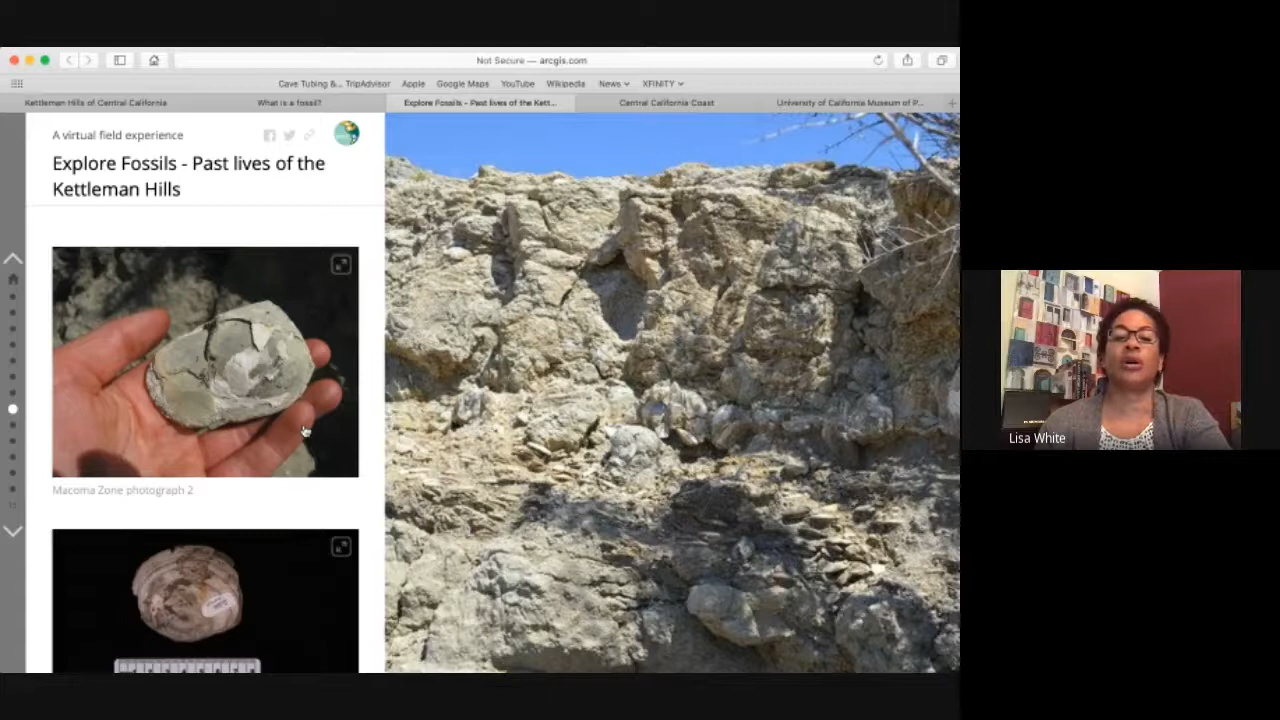 Not Secure — arcgis.com
Cave Tubing &... TripAdvisor Apple Google Maps YouTube Wikipedia News XFINITY
Kettleman Hills of Central California What is a fossil? Explore Fossils - Past lives of the Kett... Central California Coast University of California Museum of P...
A virtual field experience
Explore Fossils - Past lives of the
Kettleman Hills
Macoma Zone photograph 2
Lisa White